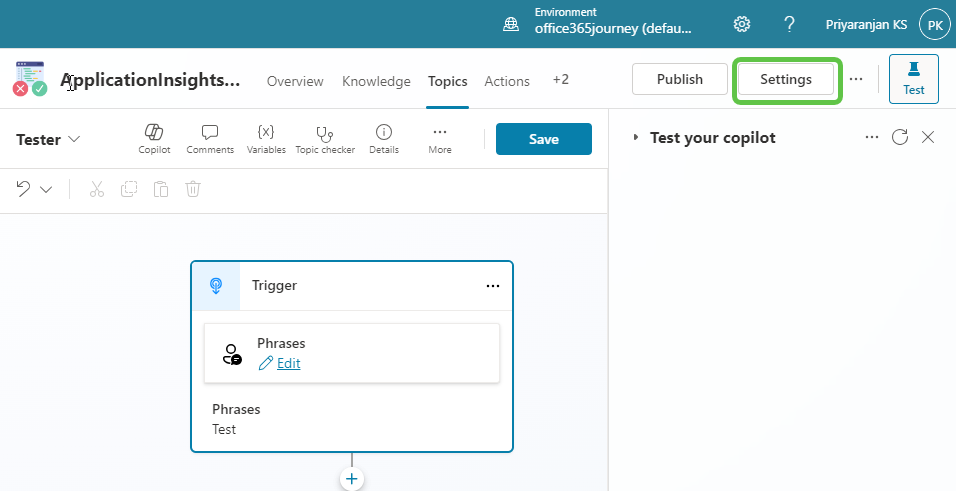 Environment
office365journey (defau...
?
Priyaranjan KS
PK
ApplicationInsights...
Overview
Knowledge
Topics
Actions
+2
Publish
Settings
...
Test
Tester
Copilot
Comments
{x}
Variables
Topic checker
Details
...
More
Save
Test your copilot
...
Trigger
...
Phrases
Edit
Phrases
Test